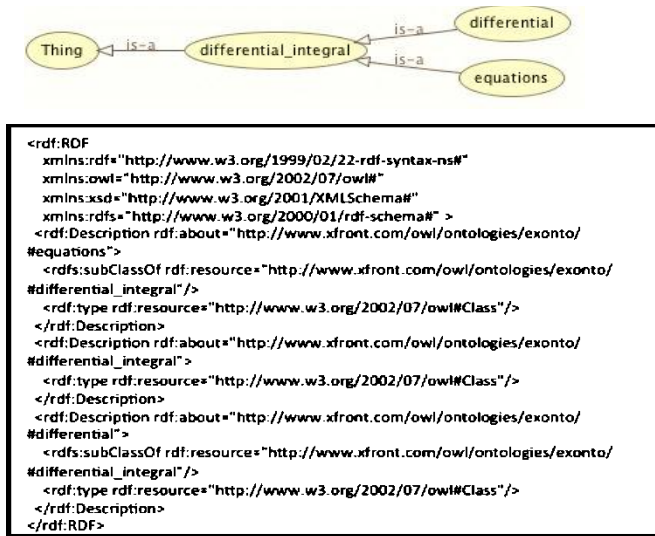 differential
is-a
Thing
is-a
differential_integral
is-a
equations
<rdf:RDF
xmlns:rdf="http://www.w3.org/1999/02/22-rdf-syntax-ns#"
xmlns:owl="http://www.w3.org/2002/07/owl#"
xmlns:xsd="http://www.w3.org/2001/XMLSchema#"
xmlns:rdfs="http://www.w3.org/2000/01/rdf-schema#" >
<rdf:Description rdf:about="http://www.xfront.com/owl/ontologies/exonto/
#equations">
<rdfs:subClassOf rdf:resource="http://www.xfront.com/owl/ontologies/exonto/
#differential_integral"/>
<rdf:type rdf:resource="http://www.w3.org/2002/07/owl#Class"/>
</rdf:Description>
<rdf:Description rdf:about="http://www.xfront.com/owl/ontologies/exonto/
#differential_integral">
<rdf:type rdf:resource="http://www.w3.org/2002/07/owl#Class"/>
</rdf:Description>
<rdf:Description rdf:about="http://www.xfront.com/owl/ontologies/exonto/
#differential">
<rdfs:subClassOf rdf:resource="http://www.xfront.com/owl/ontologies/exonto/
#differential_integral"/>
<rdf:type rdf:resource="http://www.w3.org/2002/07/owl#Class"/>
</rdf:Description>
</rdf:RDF>